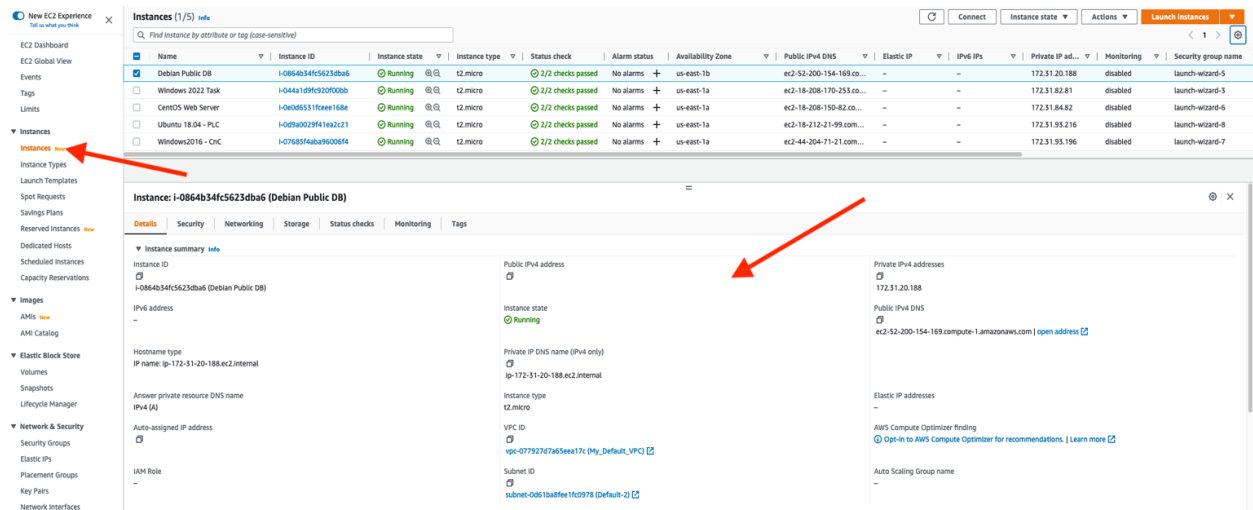 New EC2 Experience
Tell us what you think
EC2 Dashboard
EC2 Global View
Events
Tags
Limits
Instances
Instances New
Instance Types
Launch Templates
Spot Requests
Savings Plans
Reserved Instances New
Dedicated Hosts
Scheduled Instances
Capacity Reservations
Images
AMIs New
AMI Catalog
Elastic Block Store
Volumes
Snapshots
Lifecycle Manager
Network & Security
Security Groups
Elastic IPs
Placement Groups
Key Pairs
Network Interfaces
Instances (1/5) Info
Connect Instance state Actions Launch instances
Find instance by attribute or tag (case-sensitive)
1
Name Instance ID Instance state Instance type Status check Alarm status Availability Zone Public IPv4 DNS Elastic IP IPv6 IPs Private IP ad... Monitoring Security group name
Debian Public DB i-0864b34fc5623dba6 Running t2.micro 2/2 checks passed No alarms + us-east-1b ec2-52-200-154-169.co... – – 172.31.20.188 disabled launch-wizard-5
Windows 2022 Task i-044a1d9fc920f00bb Running t2.micro 2/2 checks passed No alarms + us-east-1a ec2-18-208-170-253.co... – – 172.31.82.81 disabled launch-wizard-3
CentOS Web Server i-0e0d6531fceee168e Running t2.micro 2/2 checks passed No alarms + us-east-1a ec2-18-208-150-82.co... – – 172.31.84.82 disabled launch-wizard-6
Ubuntu 18.04 - PLC i-0d9a0029f41ea2c21 Running t2.micro 2/2 checks passed No alarms + us-east-1a ec2-18-212-21-99.com... – – 172.31.93.216 disabled launch-wizard-8
Windows2016 - CnC i-07685f4aba96006f4 Running t2.micro 2/2 checks passed No alarms + us-east-1a ec2-44-204-71-21.com... – – 172.31.93.196 disabled launch-wizard-7
Instance: i-0864b34fc5623dba6 (Debian Public DB)
Details Security Networking Storage Status checks Monitoring Tags
Instance summary Info
Instance ID
i-0864b34fc5623dba6 (Debian Public DB)
Public IPv4 address
Private IPv4 addresses
172.31.20.188
IPv6 address
–
Instance state
Running
Public IPv4 DNS
ec2-52-200-154-169.compute-1.amazonaws.com | open address
Hostname type
IP name: ip-172-31-20-188.ec2.internal
Private IP DNS name (IPv4 only)
ip-172-31-20-188.ec2.internal
Answer private resource DNS name
IPv4 (A)
Instance type
t2.micro
Elastic IP addresses
–
Auto-assigned IP address
VPC ID
vpc-077927d7a65eea17c (My_Default_VPC)
AWS Compute Optimizer finding
Opt-in to AWS Compute Optimizer for recommendations. | Learn more
IAM Role
–
Subnet ID
subnet-0d61ba8fee1fc0978 (Default-2)
Auto Scaling Group name
–